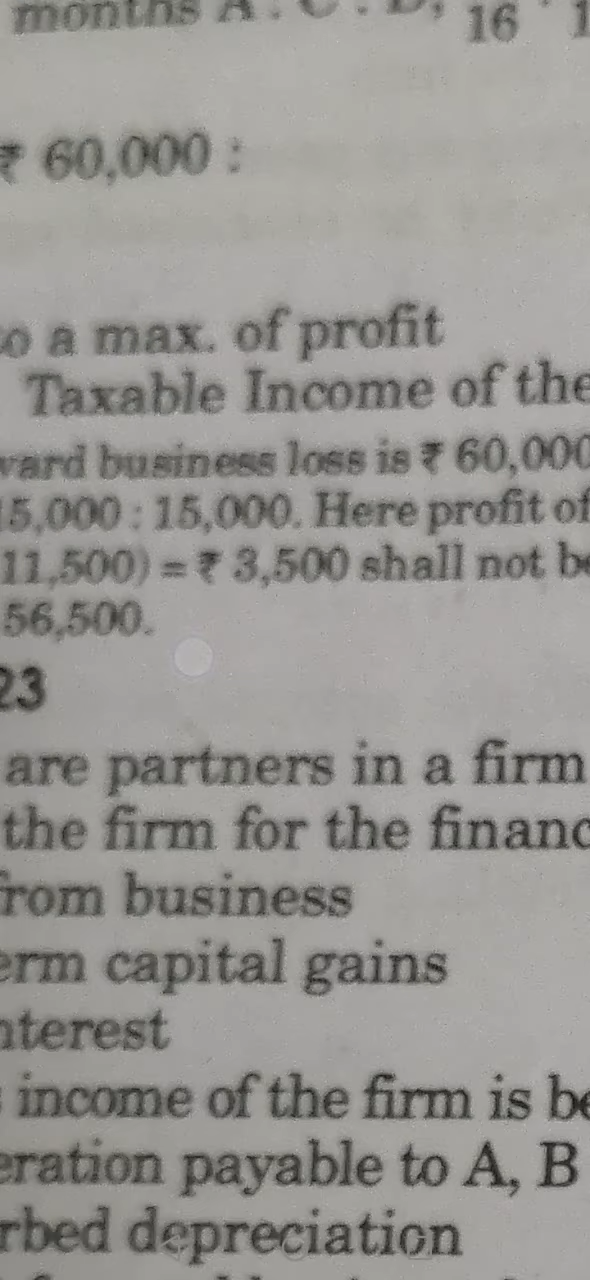 months A : C : D, 16
₹ 60,000 :
o a max. of profit
Taxable Income of the
ward business loss is ₹ 60,000
15,000 : 15,000. Here profit of
11,500) = ₹ 3,500 shall not be
56,500.
23
are partners in a firm
the firm for the financ
from business
erm capital gains
nterest
income of the firm is be
eration payable to A, B
rbed depreciation